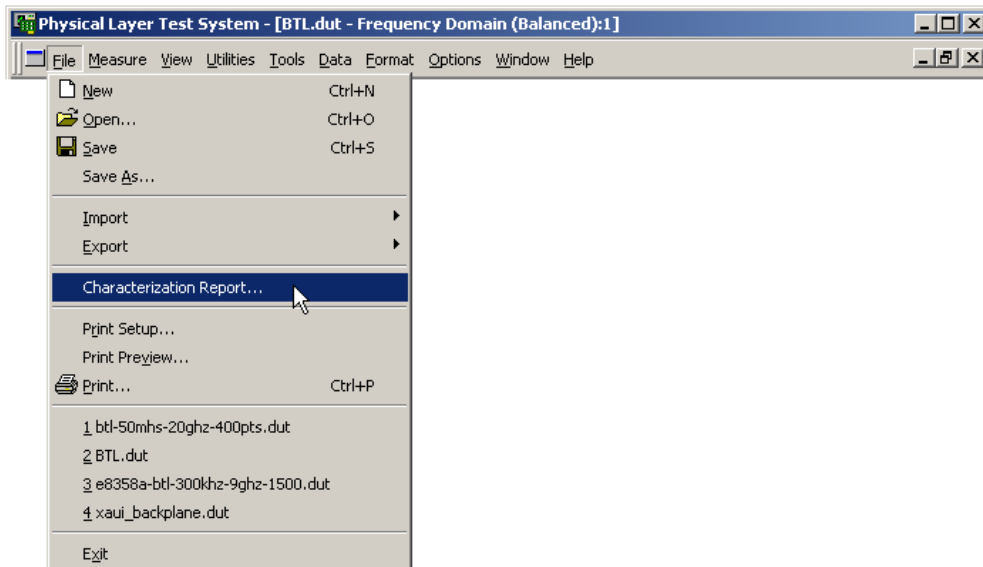 Physical Layer Test System - [BTL.dut - Frequency Domain (Balanced):1]
File Measure View Utilities Tools Data Format Options Window Help
New Ctrl+N
Open... Ctrl+O
Save Ctrl+S
Save As...
Import
Export
Characterization Report...
Print Setup...
Print Preview...
Print... Ctrl+P
1 btl-50mhs-20ghz-400pts.dut
2 BTL.dut
3 e8358a-btl-300khz-9ghz-1500.dut
4 xaui_backplane.dut
Exit